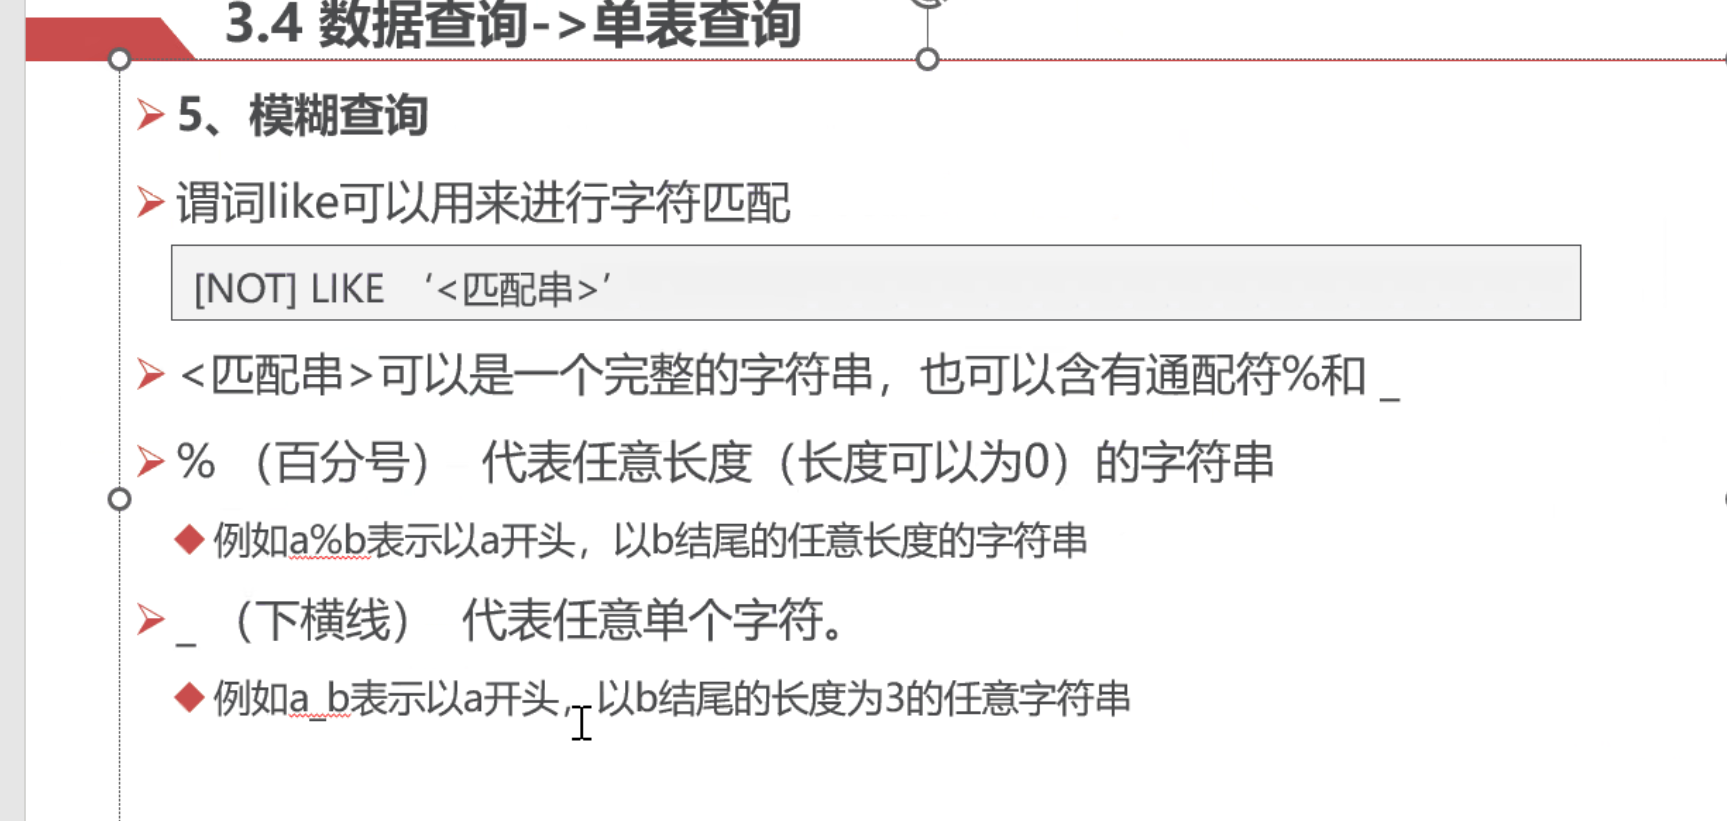 3.4 数据查询->单表查询
5、模糊查询
谓词like可以用来进行字符匹配
[NOT] LIKE ‘<匹配串>’
<匹配串>可以是一个完整的字符串，也可以含有通配符%和 _
% （百分号） 代表任意长度（长度可以为0）的字符串
例如a%b表示以a开头，以b结尾的任意长度的字符串
_ （下横线） 代表任意单个字符。
例如a_b表示以a开头，以b结尾的长度为3的任意字符串